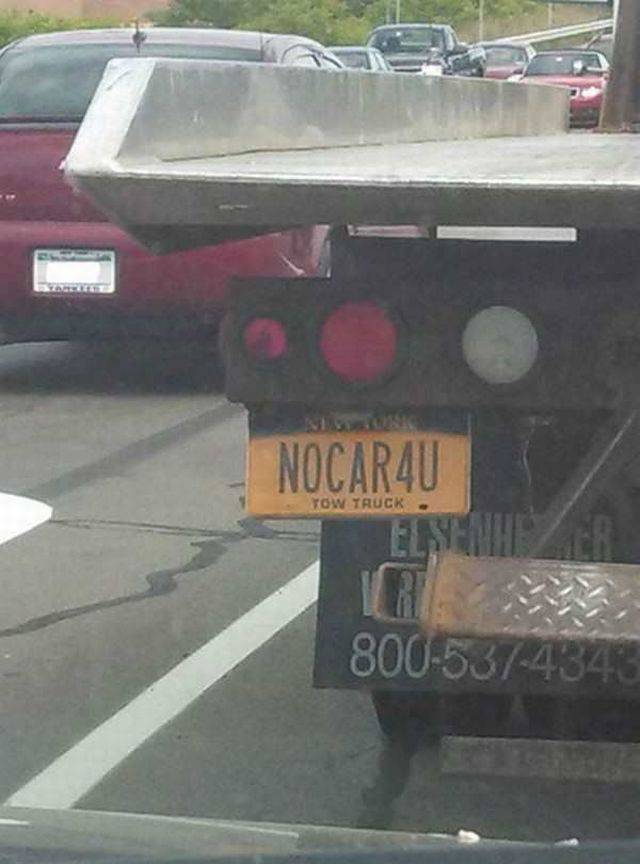 YANKEES
NEW YORK
NOCAR4U
TOW TRUCK
800-537-4343